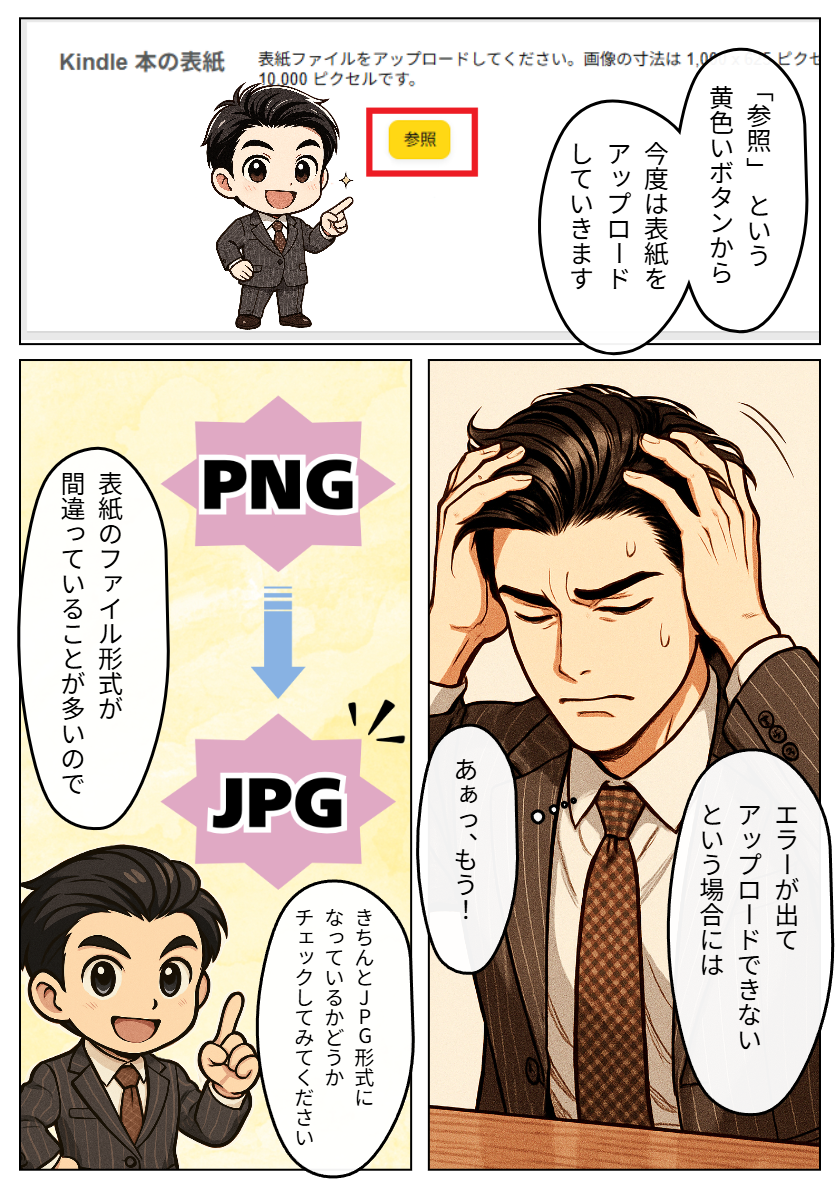 Kindle 本の表紙
表紙ファイルをアップロードしてください。画像の寸法は 1,000 x 625 ピクセ
10,000 ピクセルです。
参照
「参照」という
黄色いボタンから
今度は表紙を
アップロード
していきます
エラーが出て
アップロードできない
という場合には
あぁっ、もう！
PNG
JPG
表紙のファイル形式が
間違っていることが多いので
きちんとJPG形式に
なっているかどうか
チェックしてみてください